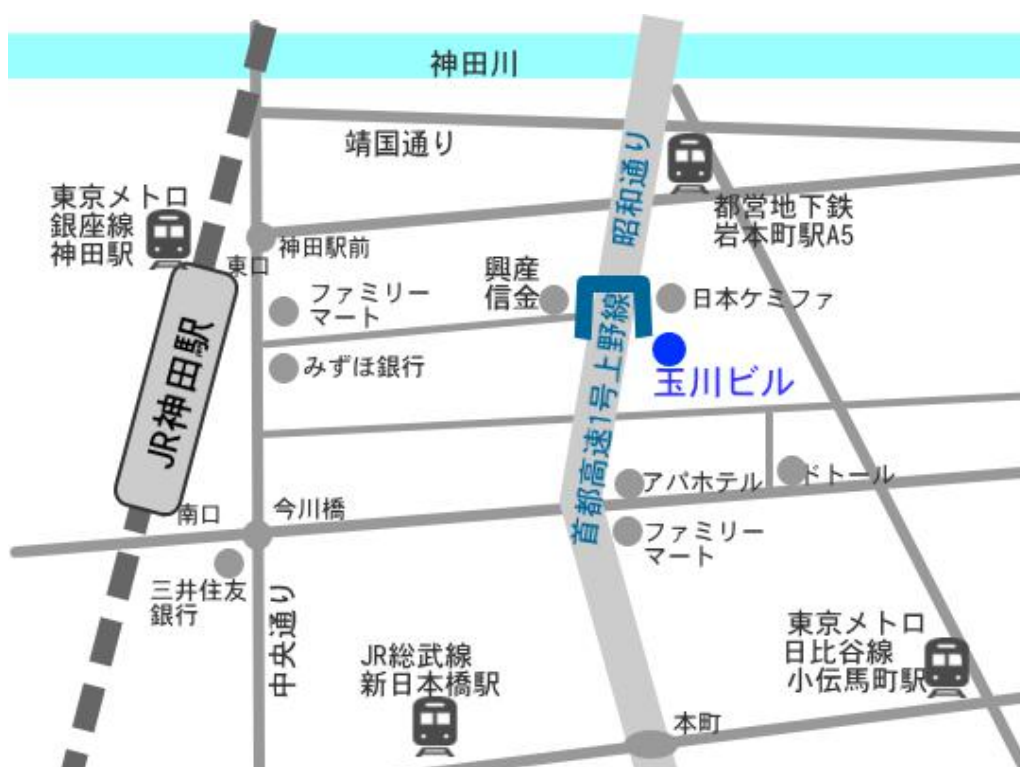 神田川
靖国通り
昭和通り
東京メトロ
銀座線
神田駅
都営地下鉄
岩本町駅A5
東口
神田駅前
興産
信金
日本ケミファ
ファミリー
マート
首都高速1号上野線
JR神田駅
みずほ銀行
玉川ビル
アパホテル
ドトール
南口
今川橋
ファミリー
マート
三井住友
銀行
中央通り
JR総武線
新日本橋駅
東京メトロ
日比谷線
小伝馬町駅
本町